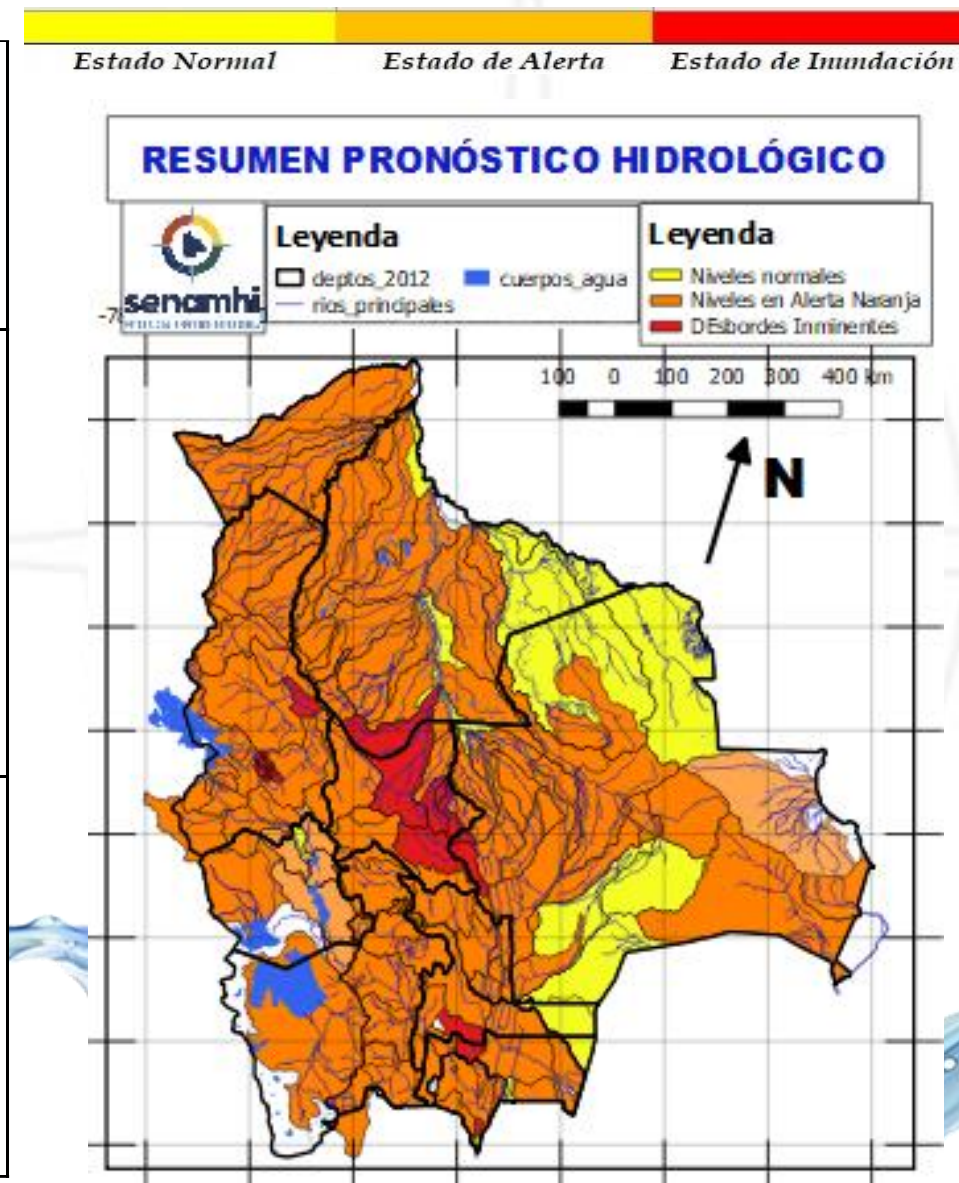 Estado Normal Estado de Alerta Estado de Inundación
RESUMEN PRONÓSTICO HIDROLÓGICO
senamhi
Leyenda
deptos_2012 cuerpos_agua
rios_principales
Leyenda
Niveles normales
Niveles en Alerta Naranja
DEsbordes Inminentes
100 0 100 200 300 400 km
N